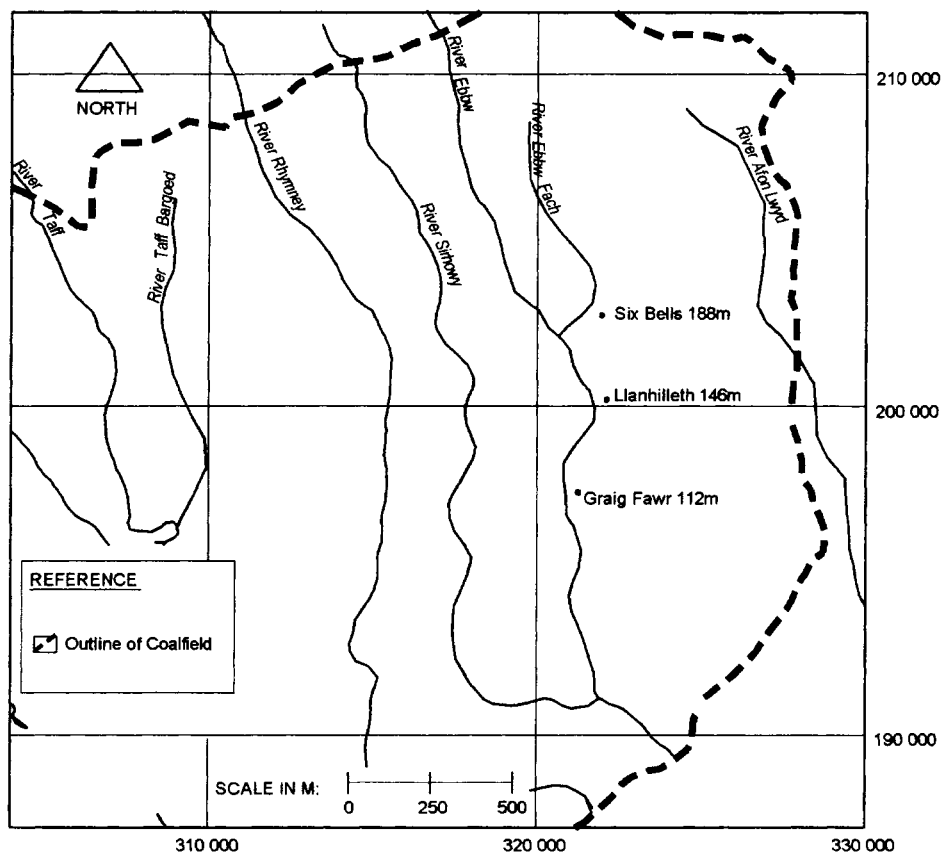 NORTH
210 000
River Ebbw
River Ebbw Fach
River Rhymney
River Afon Lwyd
River Taff
River Taff Bargoed
River Sirhowy
Six Bells 188m
Llanhilleth 146m
200 000
Graig Fawr 112m
REFERENCE
Outline of Coalfield
190 000
SCALE IN M:
0 250 500
310 000 320 000 330 000